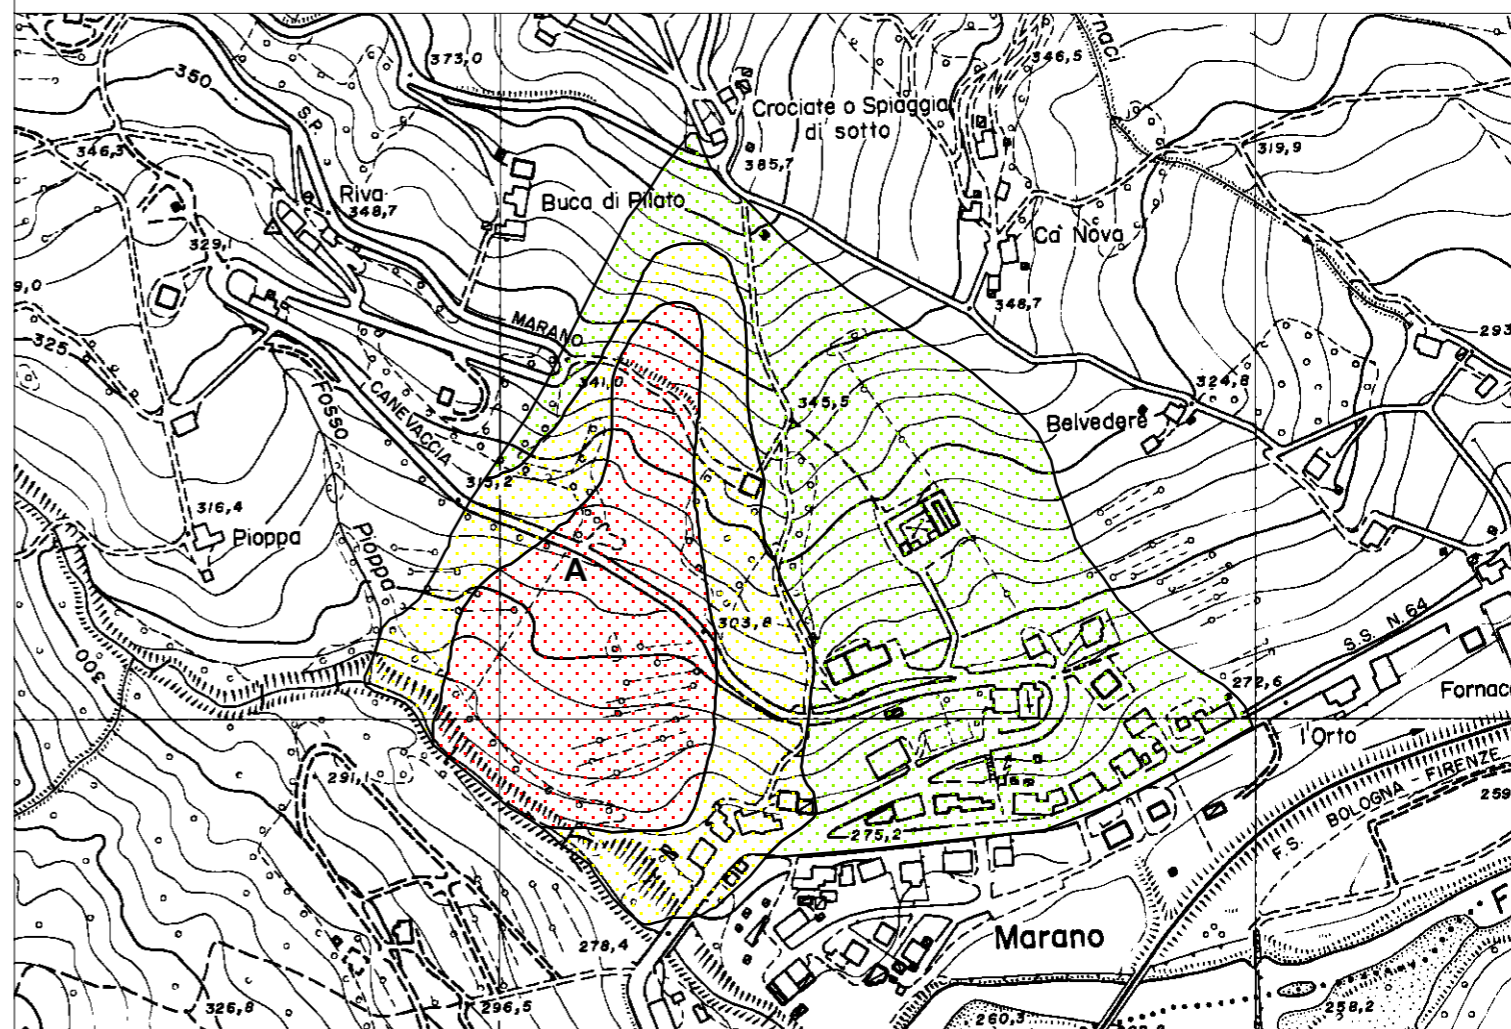 373,0
346,5
350
S.P.
Crociate o Spiaggia
di sotto
346,3
319,9
385,7
Riva
348,7
Buca di Pilato
329,1
Ca Nova
9,0
348,7
MARANO
293
325
341,0
324,8
CANEVACCIA
345,5
Belvedere
Fosso
315,2
316,4
Pioppa
Pioppa
A
303,8
S.S. N. 64
300
272,6
Fornac
l'Orto
291,1
F.S. BOLOGNA - FIRENZE
259
275,2
278,4
Marano
F
326,8
296,5
258,2
260,3